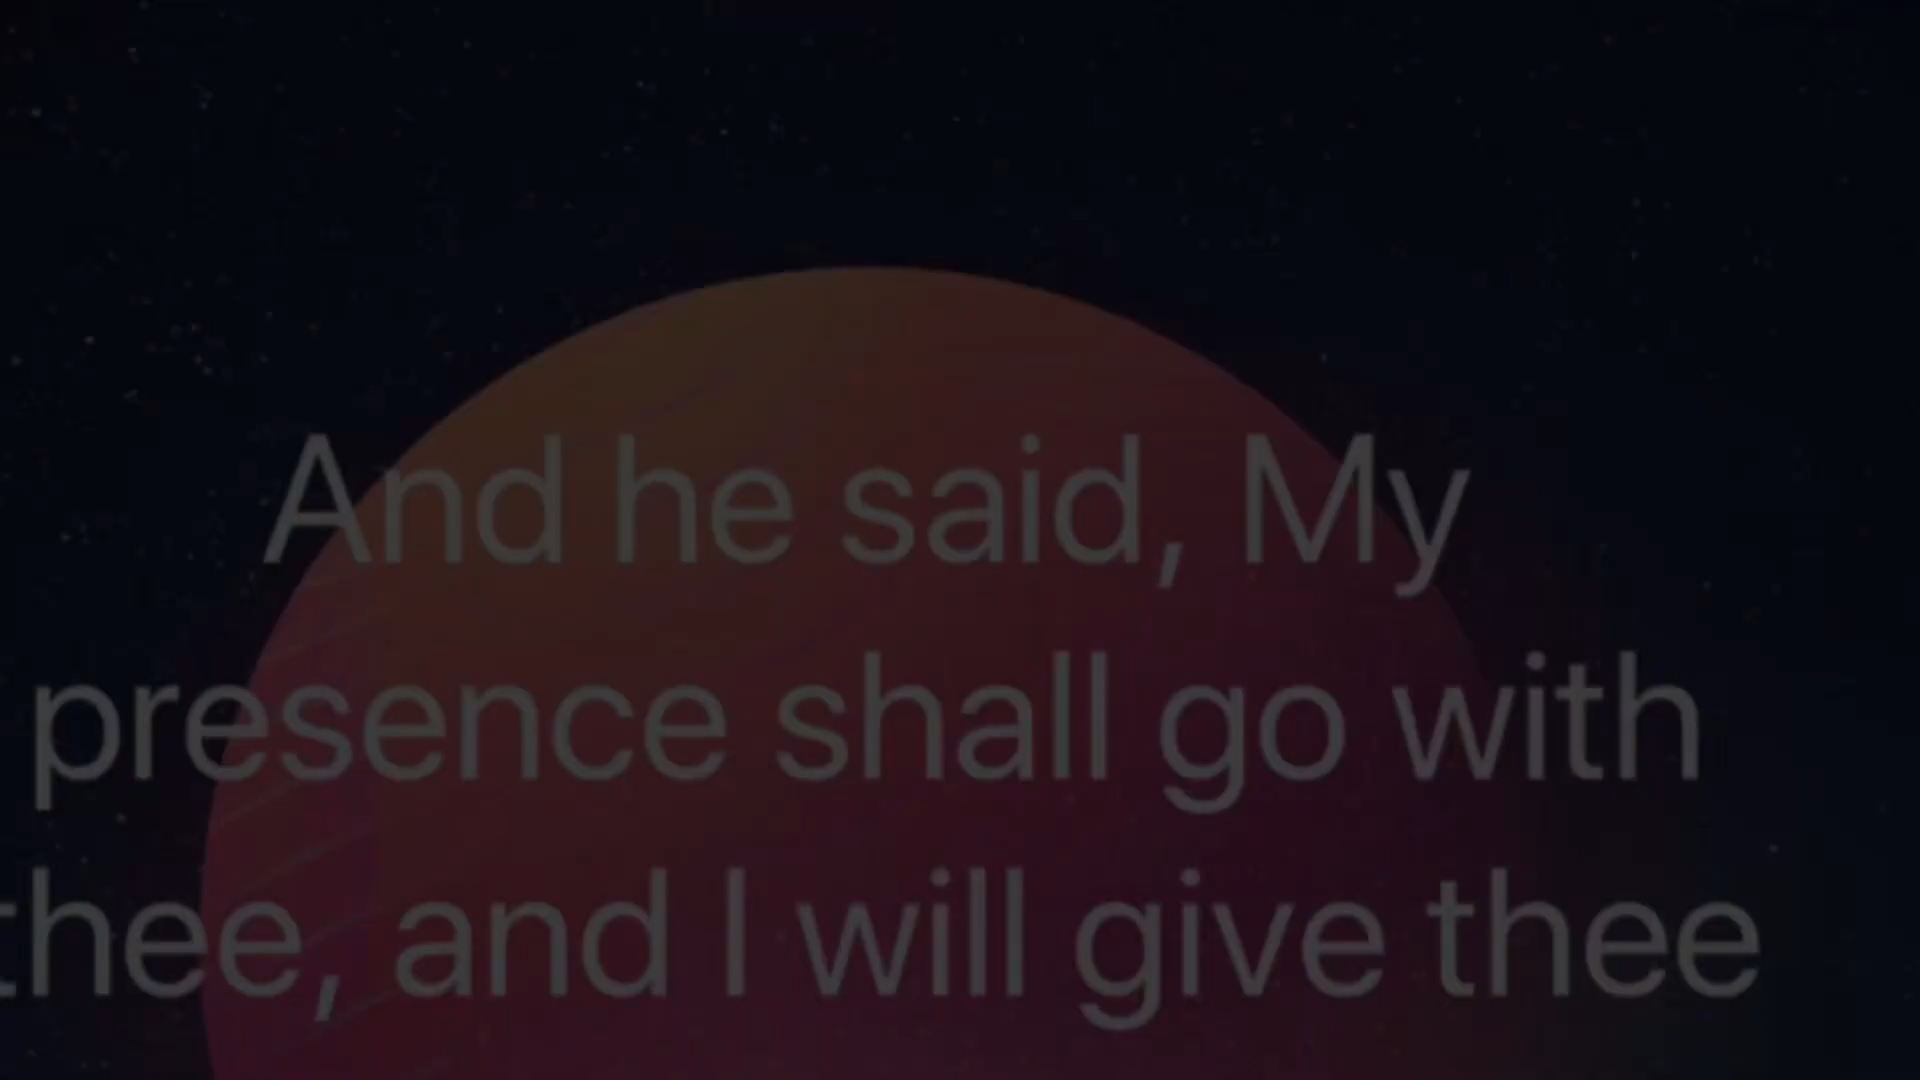 And he said, My
presence shall go with
thee, and I will give thee